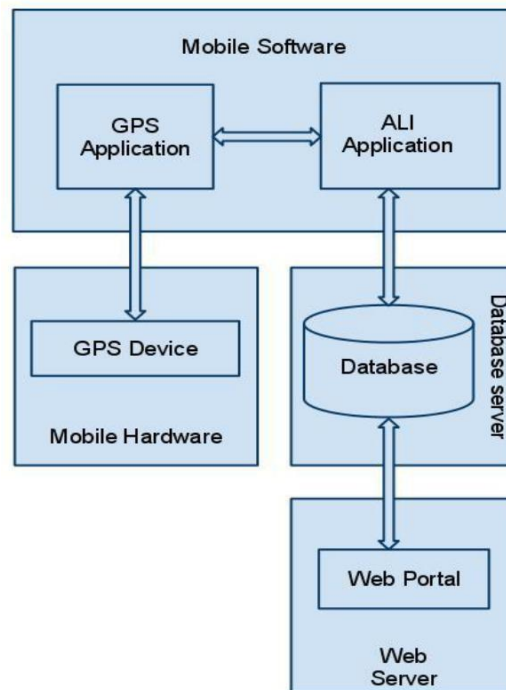 Mobile Software
GPS
Application
ALI
Application
GPS Device
Mobile Hardware
Database
Database server
Web Portal
Web
Server